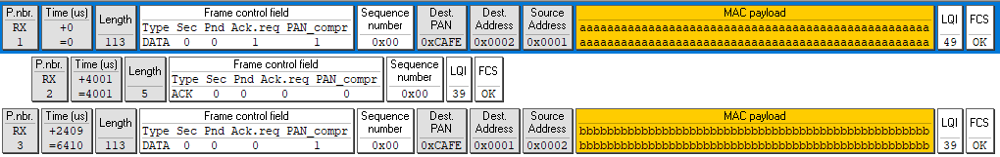 P.nbr. Time (us) Length Frame control field Sequence number Dest. PAN Dest. Address Source Address MAC payload LQI FCS
RX +0 Type Sec Pnd Ack.req PAN_compr aaaaaaaaaaaaaaaaaaaaaaaaaaaaaaaaaaaaaaaaaaaaaaaaaaa
1 =0 113 DATA 0 0 1 1 0x00 0xCAFE 0x0002 0x0001 aaaaaaaaaaaaaaaaaaaaaaaaaaaaaaaaaaaaaaaaaaaaaaaaaaa 49 OK
P.nbr. Time (us) Length Frame control field Sequence number LQI FCS
RX +4001 Type Sec Pnd Ack.req PAN_compr
2 =4001 5 ACK 0 0 0 0 0x00 39 OK
P.nbr. Time (us) Length Frame control field Sequence number Dest. PAN Dest. Address Source Address MAC payload LQI FCS
RX +2409 Type Sec Pnd Ack.req PAN_compr bbbbbbbbbbbbbbbbbbbbbbbbbbbbbbbbbbbbbbbbbbbbbbbbbbb
3 =6410 113 DATA 0 0 0 1 0x00 0xCAFE 0x0001 0x0002 bbbbbbbbbbbbbbbbbbbbbbbbbbbbbbbbbbbbbbbbbbbbbbbbbbb 39 OK